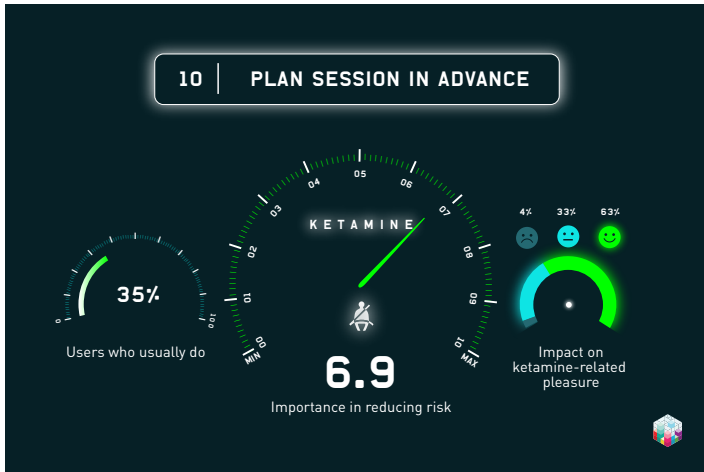 10 PLAN SESSION IN ADVANCE
KETAMINE
MIN
00
01
02
03
04
05
06
07
08
09
10
MAX
6.9
Importance in reducing risk
0
100
35%
Users who usually do
4% 33% 63%
Impact on
ketamine-related
pleasure